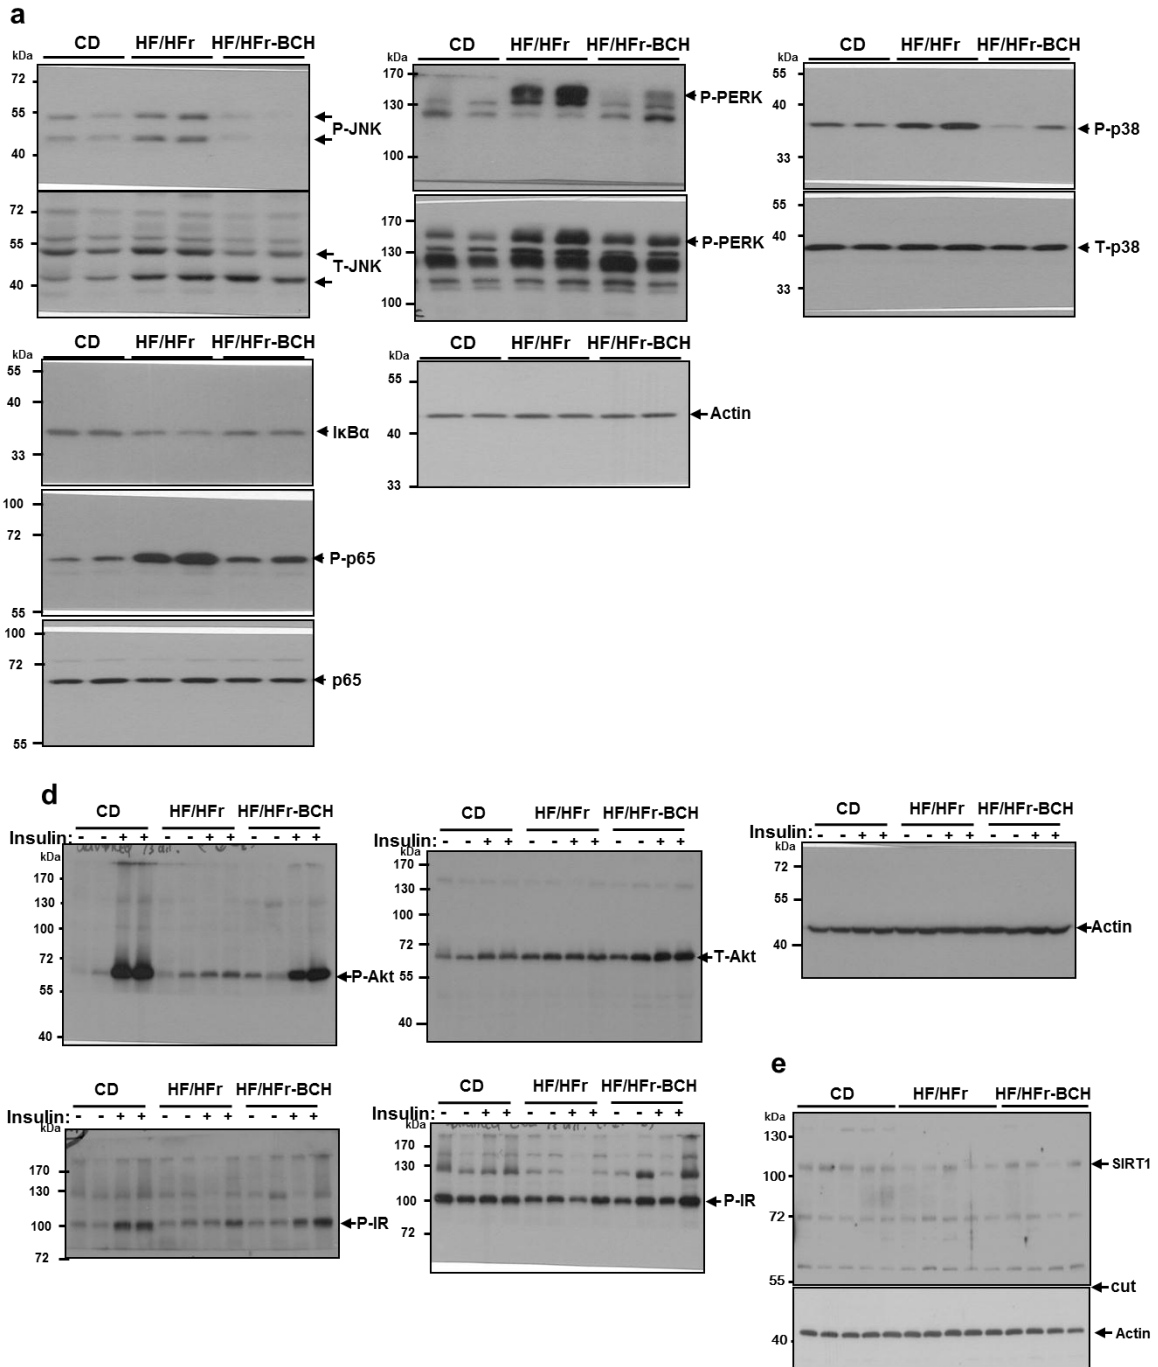 a
CD HF/HFr HF/HFr-BCH
kDa
72
55
40
P-JNK
72
55
40
T-JNK
CD HF/HFr HF/HFr-BCH
kDa
170
130
100
P-PERK
170
130
100
P-PERK
CD HF/HFr HF/HFr-BCH
kDa
55
40
33
P-p38
55
40
33
T-p38
CD HF/HFr HF/HFr-BCH
kDa
55
40
33
IκBα
100
72
55
P-p65
100
72
55
p65
CD HF/HFr HF/HFr-BCH
kDa
55
40
33
Actin
d
CD HF/HFr HF/HFr-BCH
Insulin: - - + + - - + + - - + +
kDa
170
130
100
72
55
40
P-Akt
CD HF/HFr HF/HFr-BCH
Insulin: - - + + - - + + - - + +
kDa
170
130
100
72
55
40
T-Akt
CD HF/HFr HF/HFr-BCH
Insulin: - - + + - - + + - - + +
kDa
72
55
40
Actin
CD HF/HFr HF/HFr-BCH
Insulin: - - + + - - + + - - + +
kDa
170
130
100
72
P-IR
CD HF/HFr HF/HFr-BCH
Insulin: - - + + - - + + - - + +
kDa
170
130
100
72
P-IR
e
CD HF/HFr HF/HFr-BCH
kDa
130
100
72
55
SIRT1
cut
40
Actin